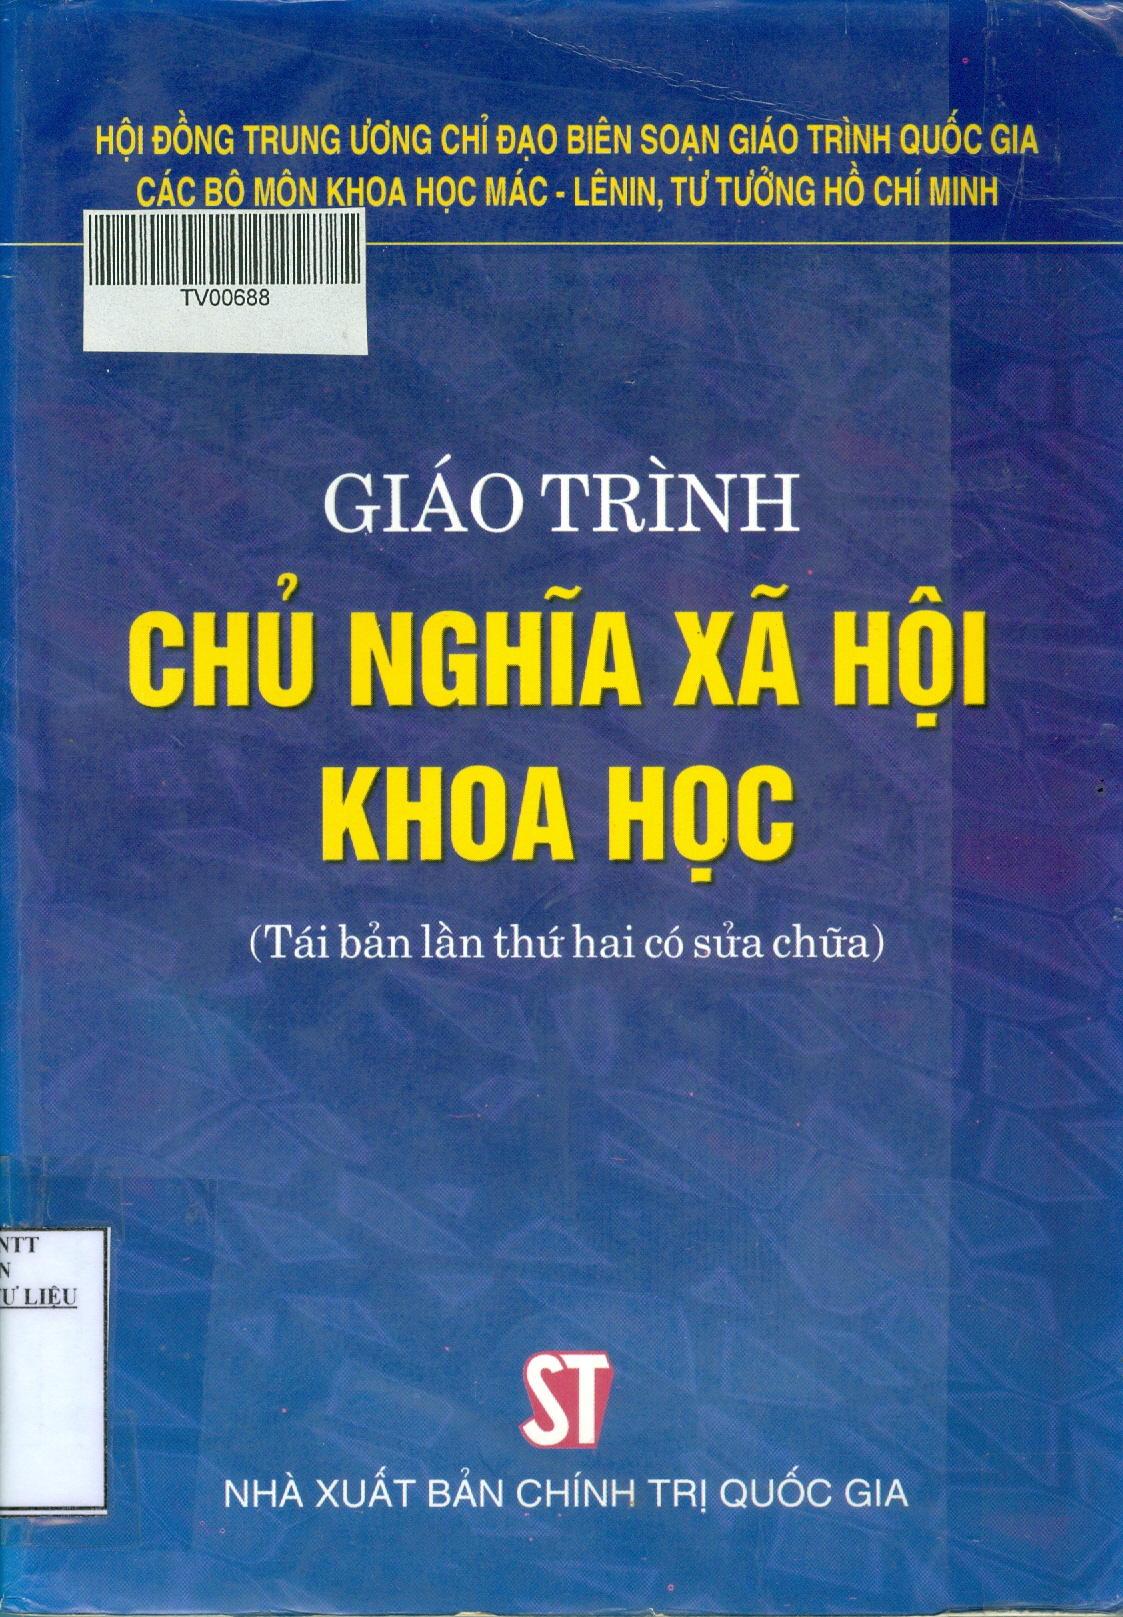 HỘI ĐỒNG TRUNG ƯƠNG CHỈ ĐẠO BIÊN SOẠN GIÁO TRÌNH QUỐC GIA
CÁC BỘ MÔN KHOA HỌC MÁC - LÊNIN, TƯ TƯỞNG HỒ CHÍ MINH
TV00688
GIÁO TRÌNH
CHỦ NGHĨA XÃ HỘI
KHOA HỌC
(Tái bản lần thứ hai có sửa chữa)
NTT
N
Ư LIỆU
ST
NHÀ XUẤT BẢN CHÍNH TRỊ QUỐC GIA